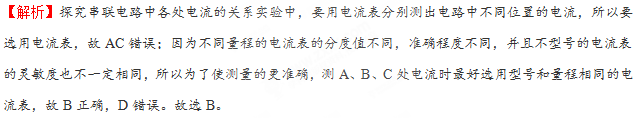 【解析】探究串联电路中各处电流的关系实验中，要用电流表分别测出电路中不同位置的电流，所以要
选用电流表，故 AC 错误；因为不同量程的电流表的分度值不同，准确程度不同，并且不型号的电流表
的灵敏度也不一定相同，所以为了使测量的更准确，测 A、B、C 处电流时最好选用型号和量程相同的电
流表，故 B 正确，D 错误。故选 B。